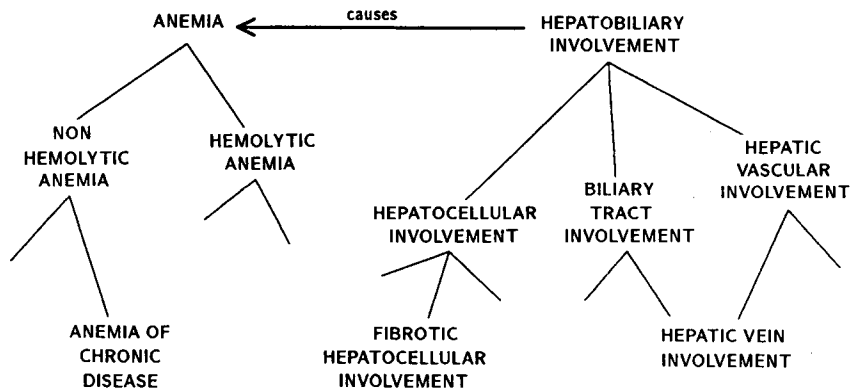 ANEMIA
causes
HEPATOBILIARY
INVOLVEMENT
NON
HEMOLYTIC
ANEMIA
HEMOLYTIC
ANEMIA
HEPATOCELLULAR
INVOLVEMENT
BILIARY
TRACT
INVOLVEMENT
HEPATIC
VASCULAR
INVOLVEMENT
ANEMIA OF
CHRONIC
DISEASE
FIBROTIC
HEPATOCELLULAR
INVOLVEMENT
HEPATIC VEIN
INVOLVEMENT